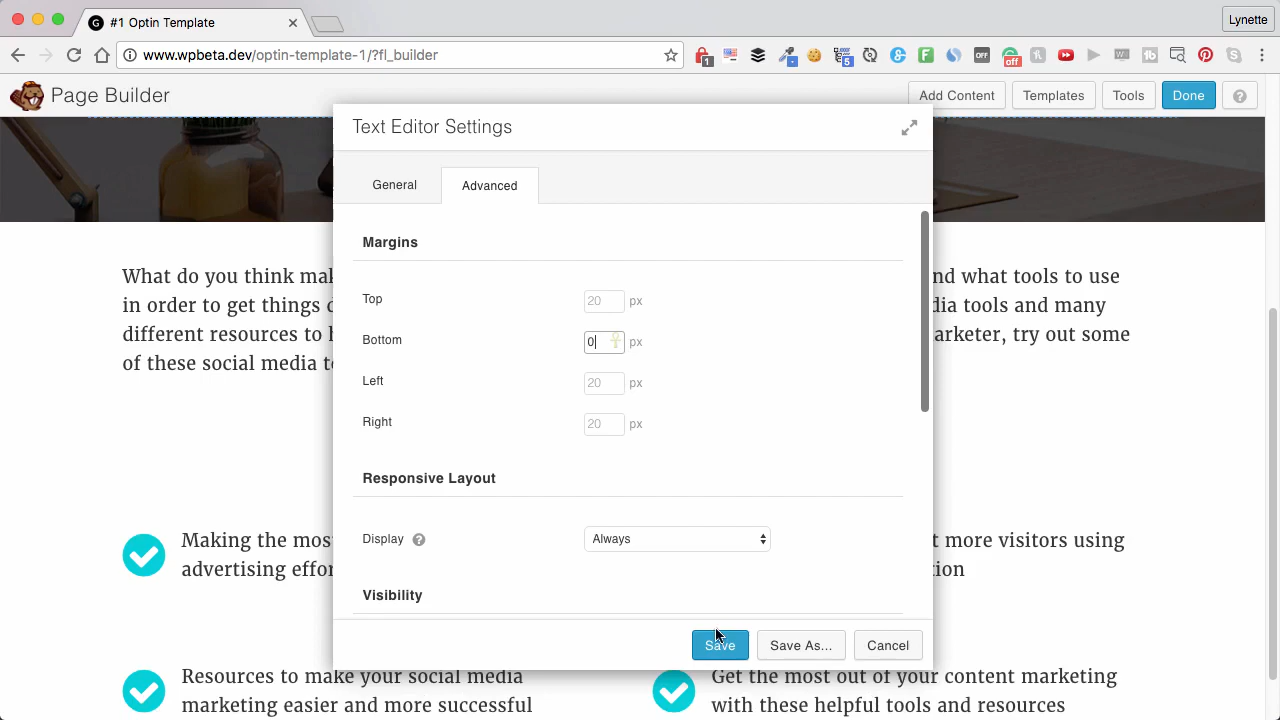 #1 Optin Template
Lynette
www.wpbeta.dev/optin-template-1/?fl_builder
1
5
OFF
off
Page Builder
Add Content
Templates
Tools
Done
?
Text Editor Settings
General
Advanced
Margins
Top
20
px
Bottom
0
px
Left
20
px
Right
20
px
Responsive Layout
Display
?
Always
Visibility
Save
Save As...
Cancel
What do you think
nd what tools to use
in order to get things
dia tools and many
different resources to
arketer, try out some
of these social media
Making the
t more visitors using
advertising
tion
Resources to make your social media
marketing easier and more successful
Get the most out of your content marketing
with these helpful tools and resources